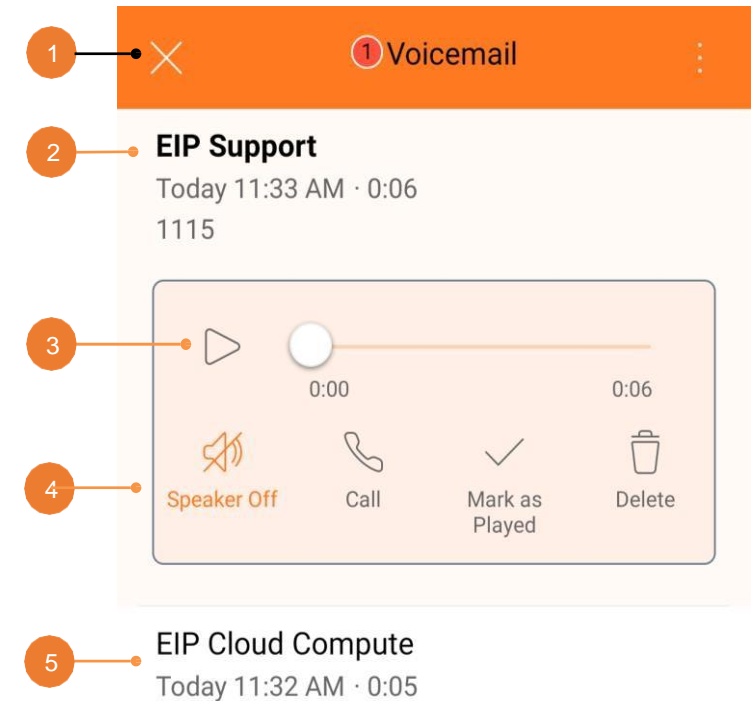 1
1 Voicemail
2
EIP Support
Today 11:33 AM · 0:06
1115
3
0:00 0:06
4
Speaker Off Call Mark as Played Delete
5
EIP Cloud Compute
Today 11:32 AM · 0:05